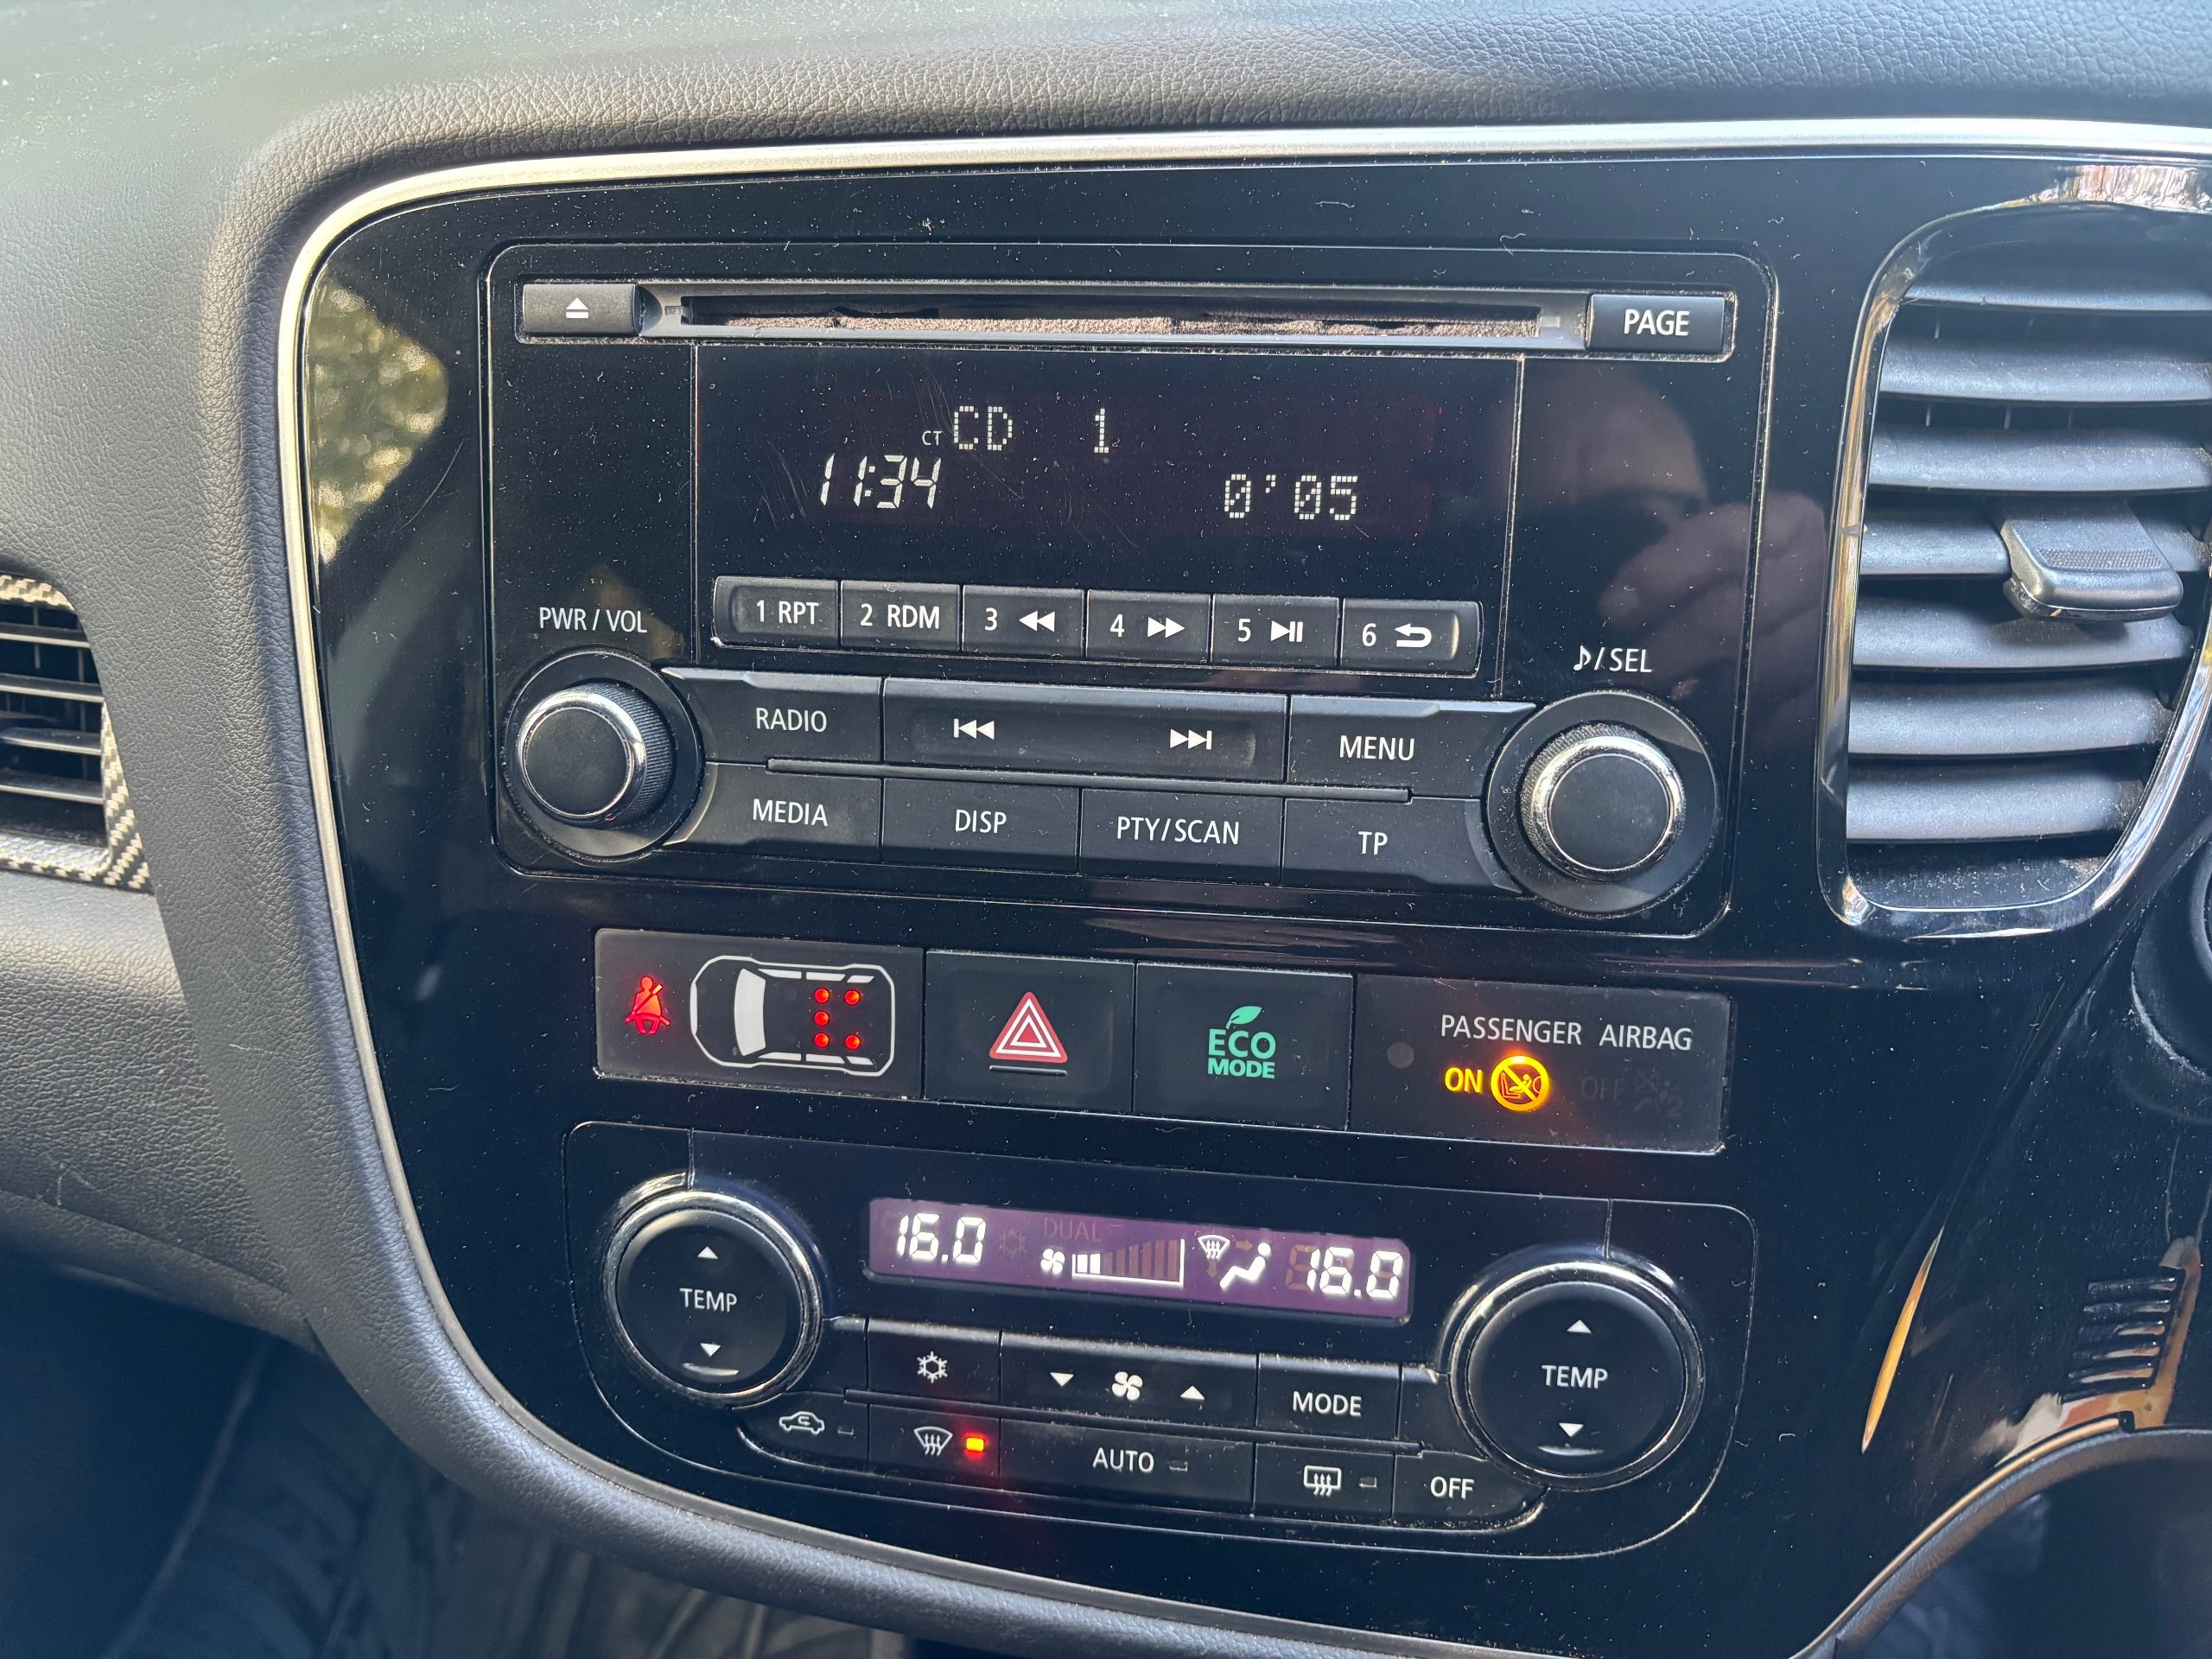 PAGE
CT CD 1
11:34 0'05
1 RPT 2 RDM 3 4 5 6
PWR / VOL
/ SEL
RADIO MENU
MEDIA DISP PTY/SCAN TP
ECO
MODE
PASSENGER AIRBAG
ON OFF
16.0 DUAL 16.0
TEMP
TEMP
MODE
AUTO
OFF